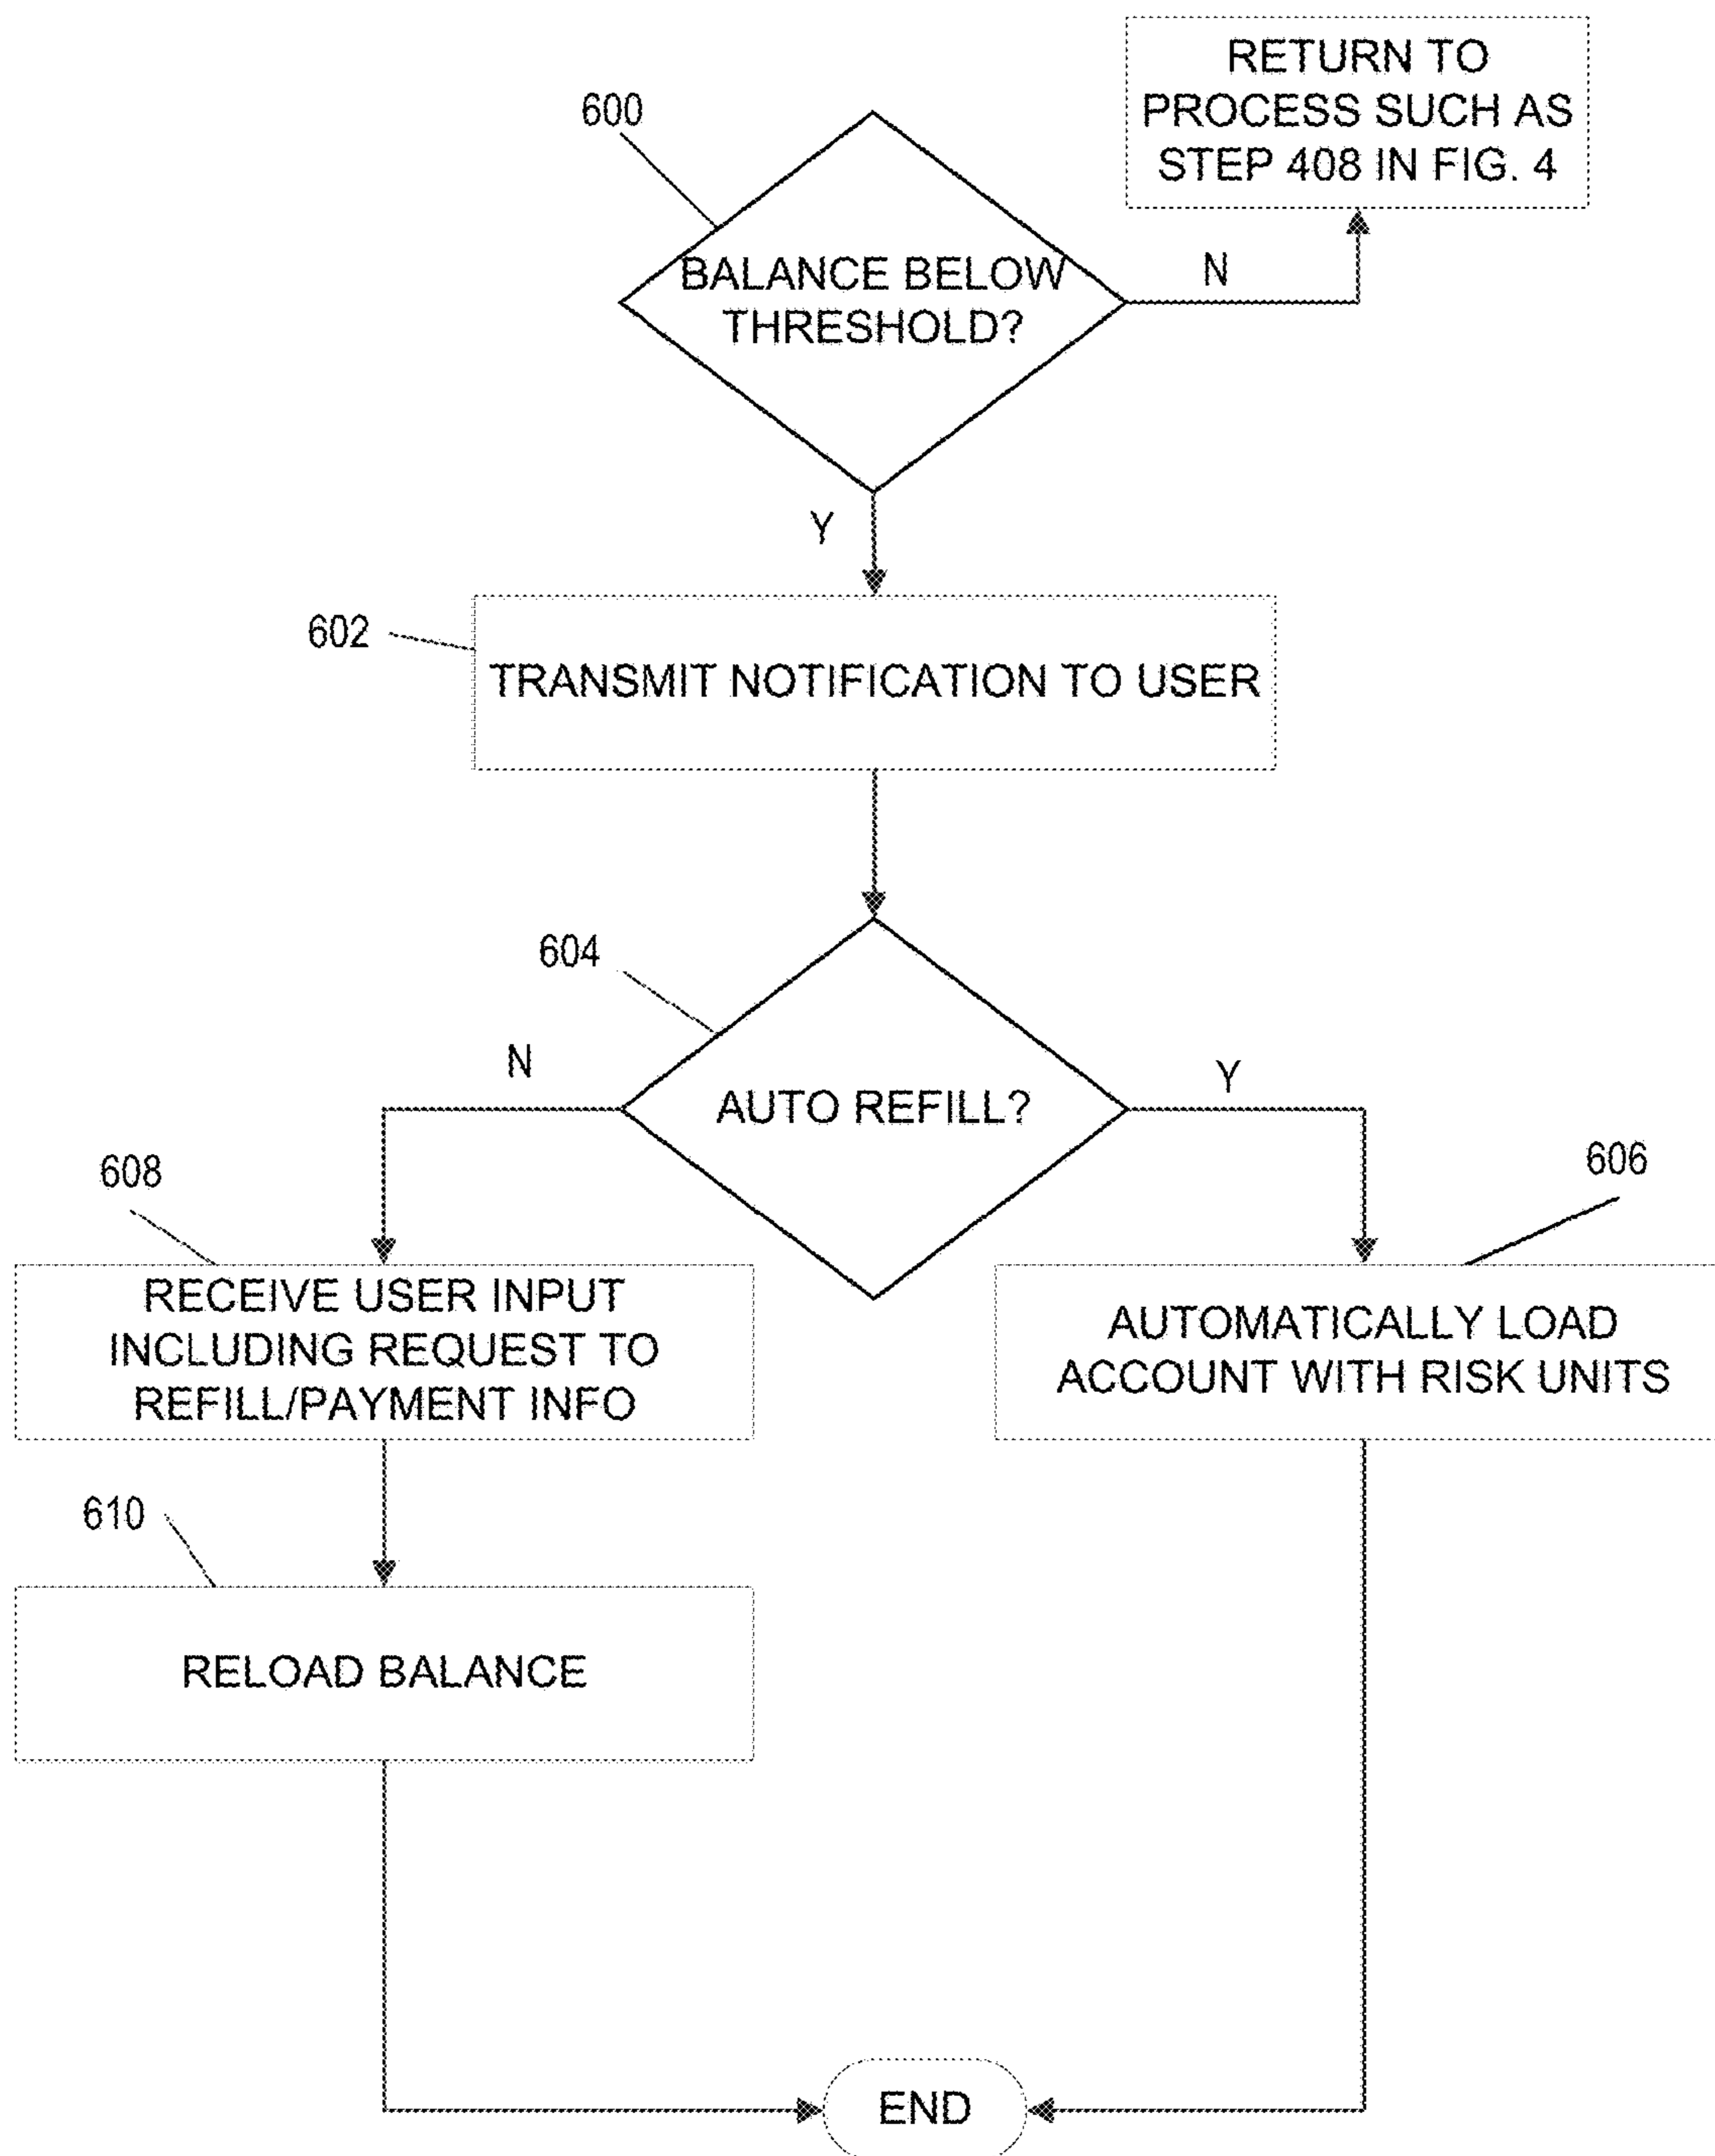 RETURN TO
PROCESS SUCH AS
STEP 408 IN FIG. 4
600
BALANCE BELOW
THRESHOLD?
N
Y
602
TRANSMIT NOTIFICATION TO USER
604
AUTO REFILL?
N
Y
608
RECEIVE USER INPUT
INCLUDING REQUEST TO
REFILL/PAYMENT INFO
606
AUTOMATICALLY LOAD
ACCOUNT WITH RISK UNITS
610
RELOAD BALANCE
END